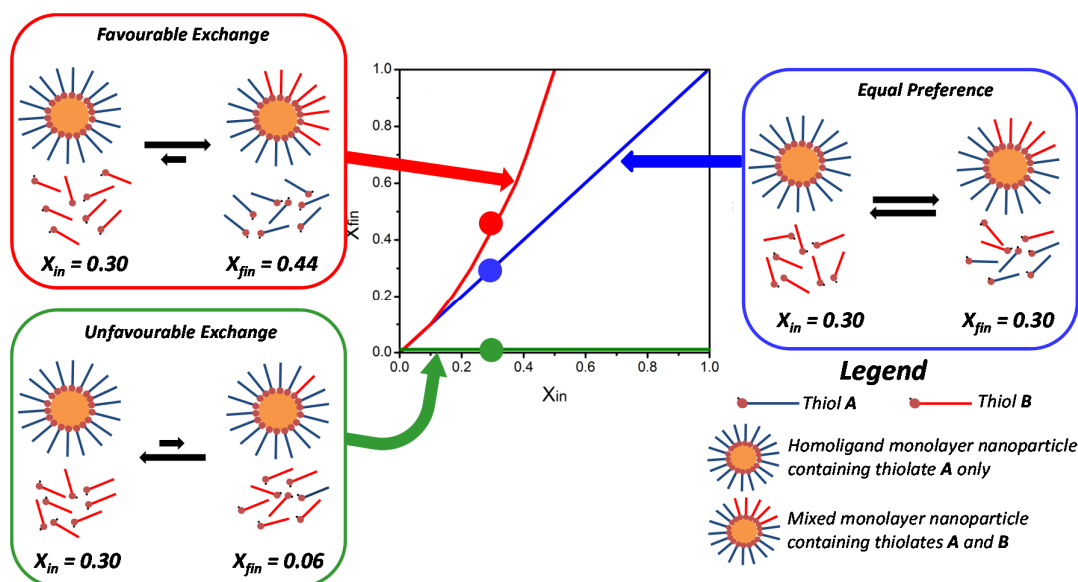 Favourable Exchange
X_in = 0.30
X_fin = 0.44
Unfavourable Exchange
X_in = 0.30
X_fin = 0.06
1.0
0.8
0.6
0.4
0.2
0.0
X_fin
0.0
0.2
0.4
0.6
0.8
1.0
X_in
Equal Preference
X_in = 0.30
X_fin = 0.30
Legend
Thiol A
Thiol B
Homoligand monolayer nanoparticle
containing thiolate A only
Mixed monolayer nanoparticle
containing thiolates A and B